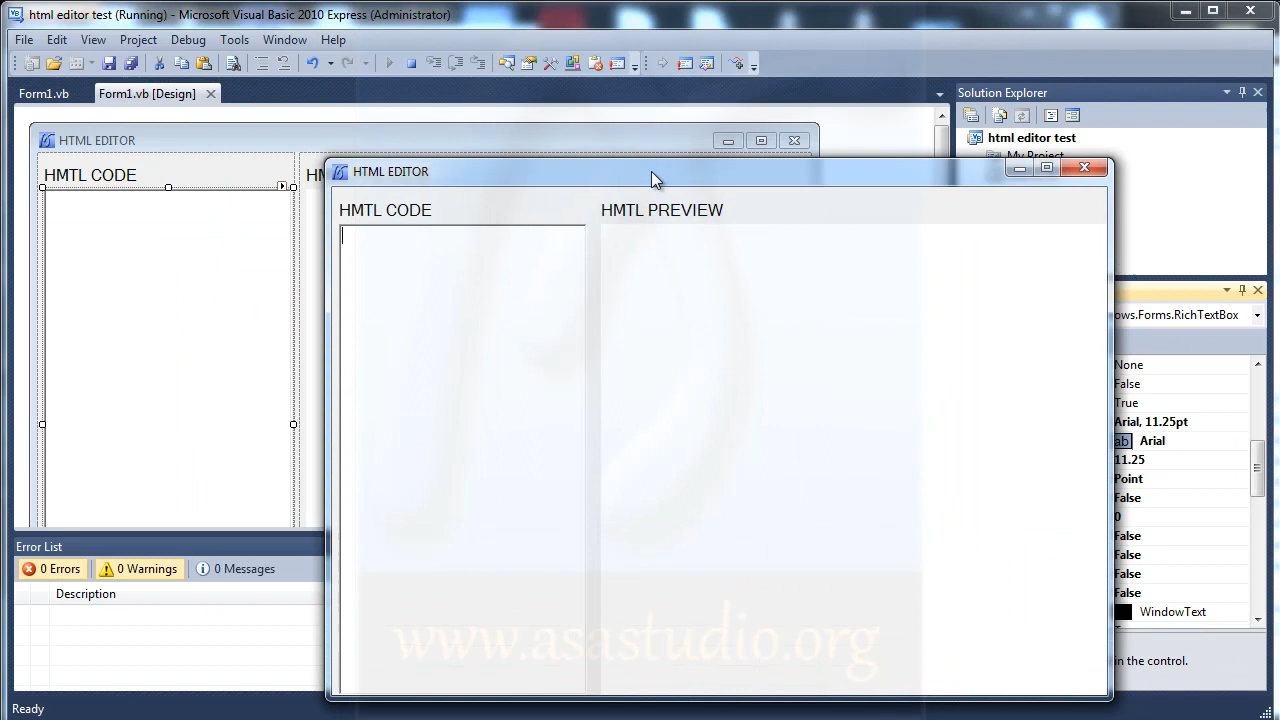 html editor test (Running) - Microsoft Visual Basic 2010 Express (Administrator)
File Edit View Project Debug Tools Window Help
Form1.vb Form1.vb [Design]
Solution Explorer
html editor test
My Project
HTML EDITOR
HMTL CODE
HM
HTML EDITOR
HMTL CODE HMTL PREVIEW
ows.Forms.RichTextBox
None
False
True
Arial, 11.25pt
ab Arial
11.25
Point
False
0
False
False
False
False
WindowText
in the control.
Error List
0 Errors 0 Warnings 0 Messages
Description
www.asastudio.org
Ready